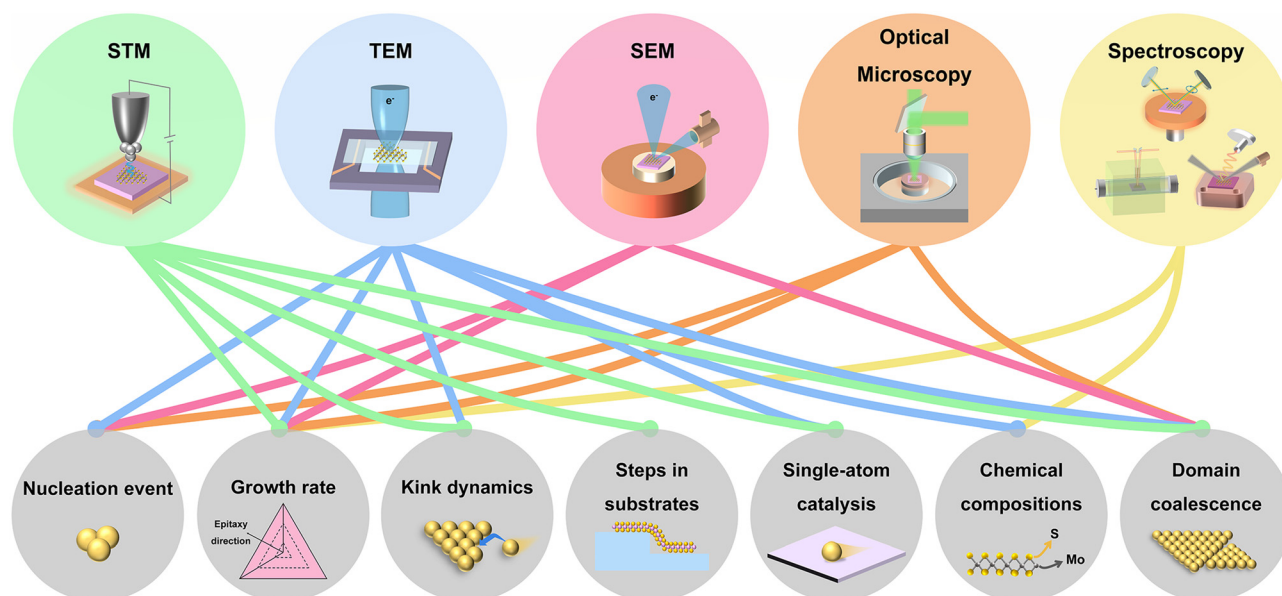 STM
TEM
SEM
Optical
Microscopy
Spectroscopy
e-
e-
Nucleation event
Growth rate
Epitaxy
direction
Kink dynamics
Steps in
substrates
Single-atom
catalysis
Chemical
compositions
S
Mo
Domain
coalescence